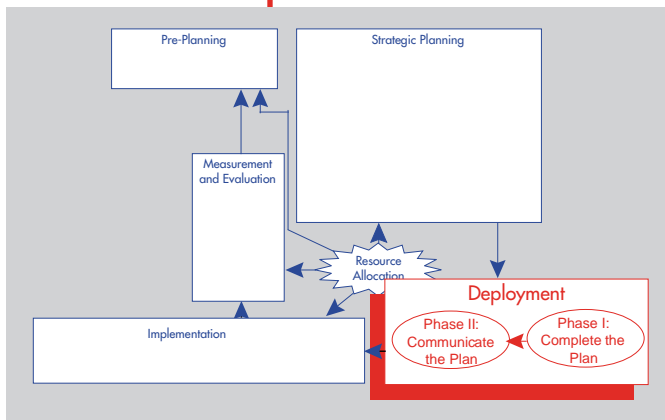 Pre-Planning
Strategic Planning
Measurement
and Evaluation
Resource
Allocation
Deployment
Phase II:
Communicate
the Plan
Phase I:
Complete the
Plan
Implementation